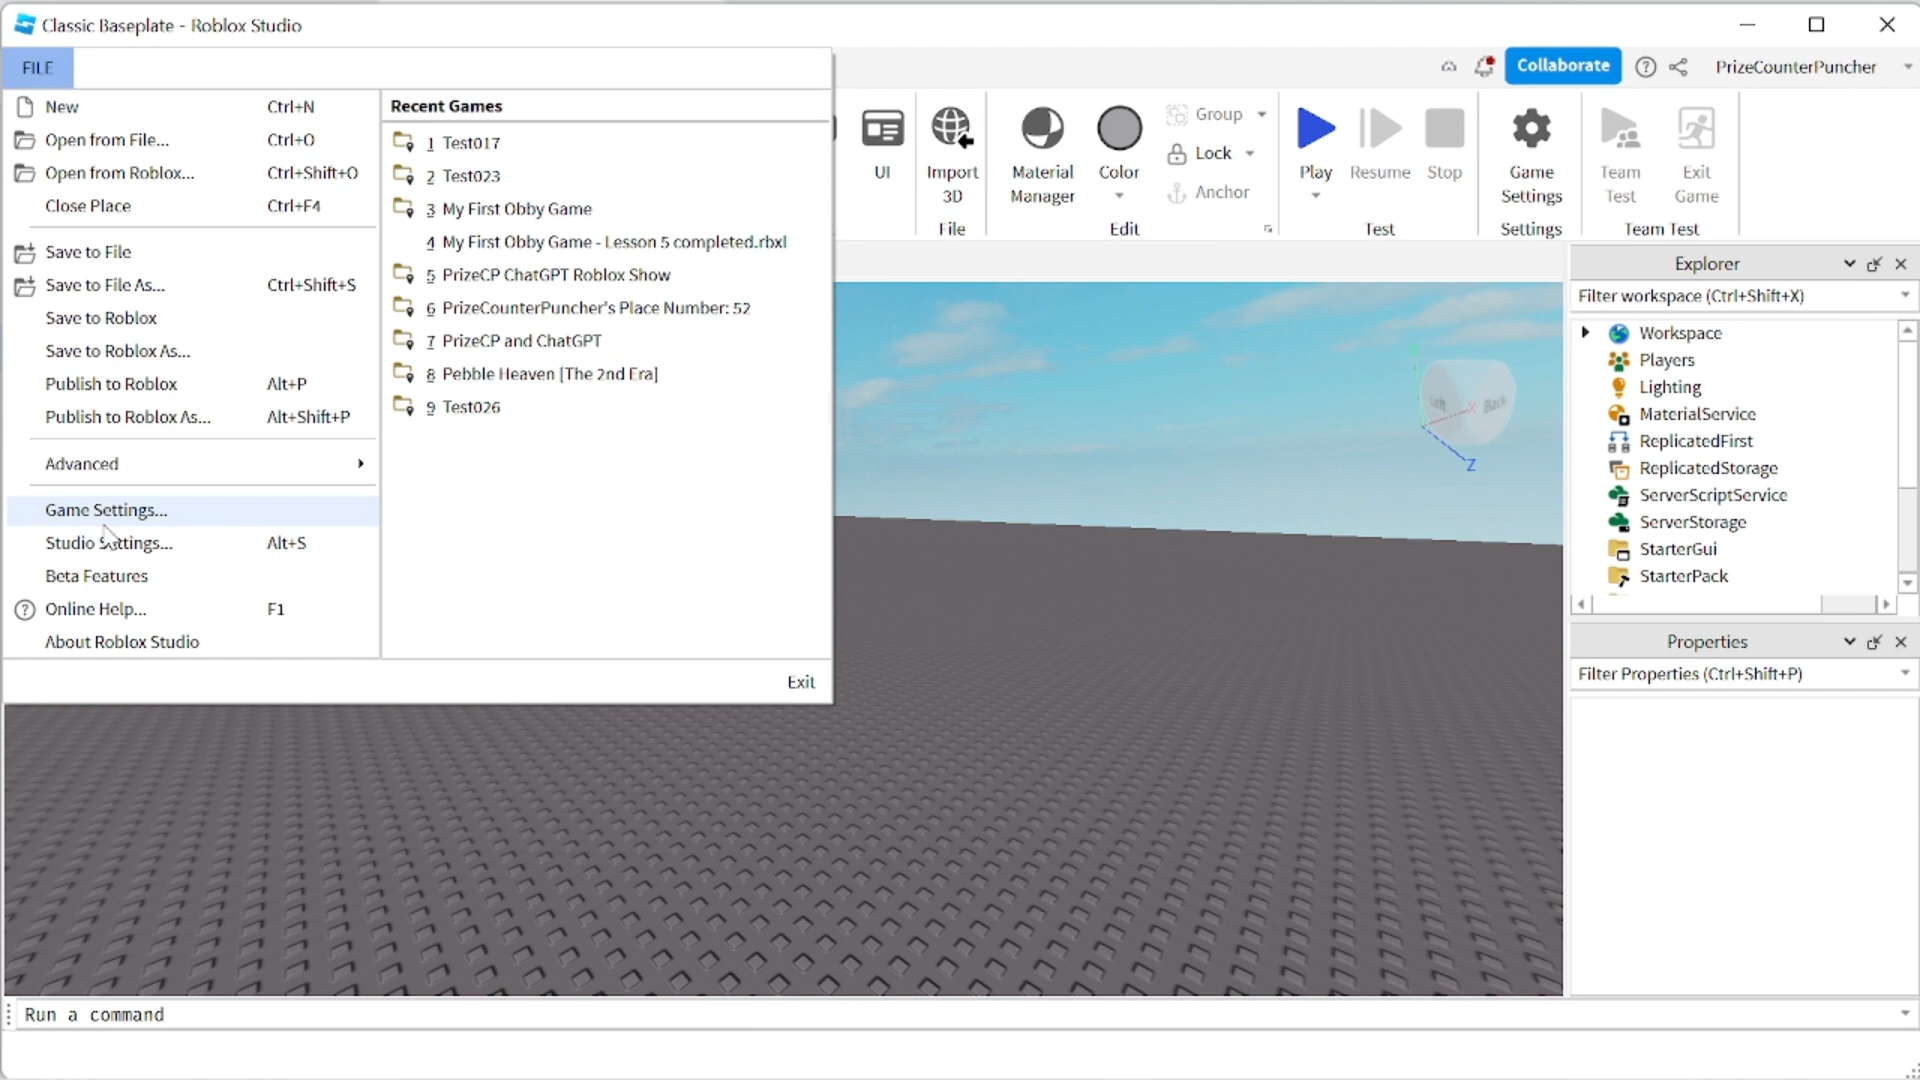 Classic Baseplate - Roblox Studio
FILE
Collaborate
PrizeCounterPuncher
New Ctrl+N
Open from File... Ctrl+O
Open from Roblox... Ctrl+Shift+O
Close Place Ctrl+F4
Save to File
Save to File As... Ctrl+Shift+S
Save to Roblox
Save to Roblox As...
Publish to Roblox Alt+P
Publish to Roblox As... Alt+Shift+P
Advanced
Game Settings...
Studio Settings... Alt+S
Beta Features
Online Help... F1
About Roblox Studio
Recent Games
1 Test017
2 Test023
3 My First Obby Game
4 My First Obby Game - Lesson 5 completed.rbxl
5 PrizeCP ChatGPT Roblox Show
6 PrizeCounterPuncher's Place Number: 52
7 PrizeCP and ChatGPT
8 Pebble Heaven [The 2nd Era]
9 Test026
Exit
UI
Import
3D
File
Material
Manager
Color
Group
Lock
Anchor
Edit
Play
Resume
Stop
Test
Game
Settings
Settings
Team
Test
Exit
Game
Team Test
Left
Back
X
Z
Explorer
Filter workspace (Ctrl+Shift+X)
Workspace
Players
Lighting
MaterialService
ReplicatedFirst
ReplicatedStorage
ServerScriptService
ServerStorage
StarterGui
StarterPack
Properties
Filter Properties (Ctrl+Shift+P)
Run a command